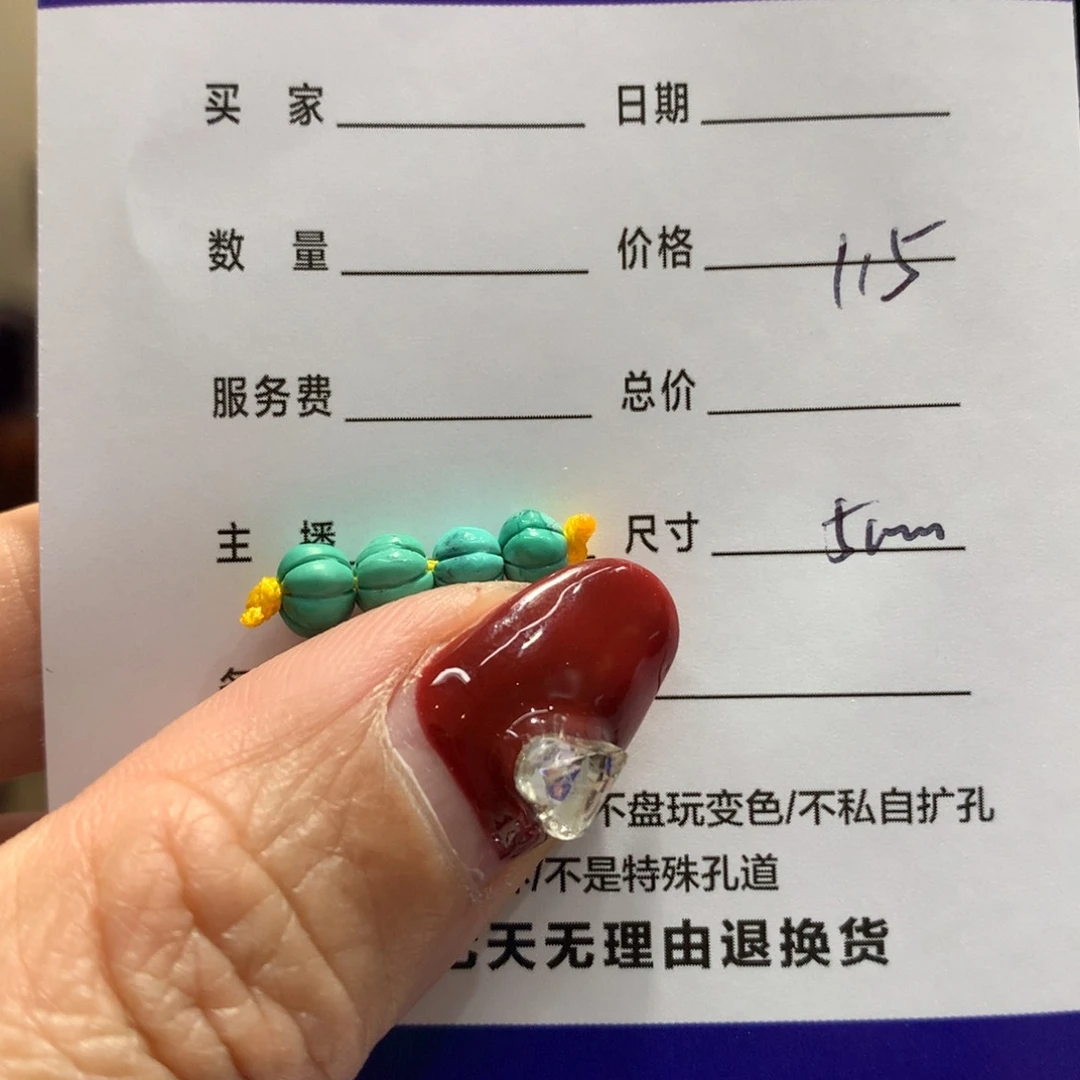 买 家 日期
数 量 价格 115
服务费 总价
主 播 尺寸 5mm
不盘玩变色/不私自扩孔
/不是特殊孔道
七天无理由退换货